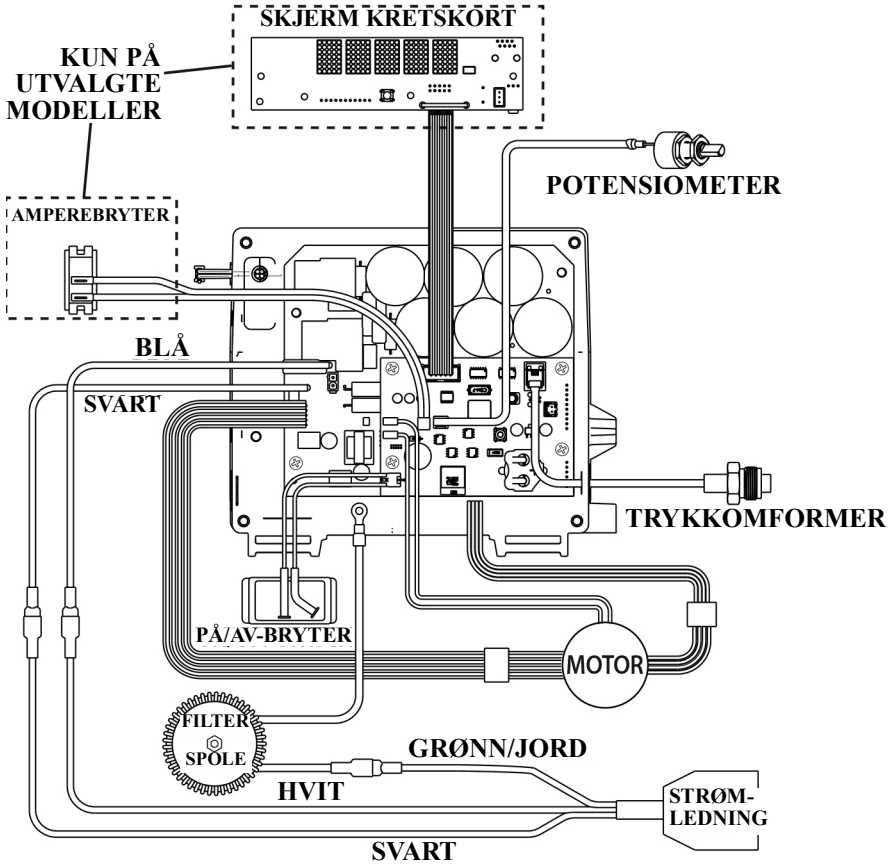 SKJERM KRETSKORT
KUN PÅ
UTVALGTE
MODELLER
POTENSIOMETER
AMPEREBRYTER
BLÅ
SVART
TRYKKOMFORMER
PÅ/AV-BRYTER
MOTOR
FILTER
SPOLE
GRØNN/JORD
HVIT
STRØM-
LEDNING
SVART